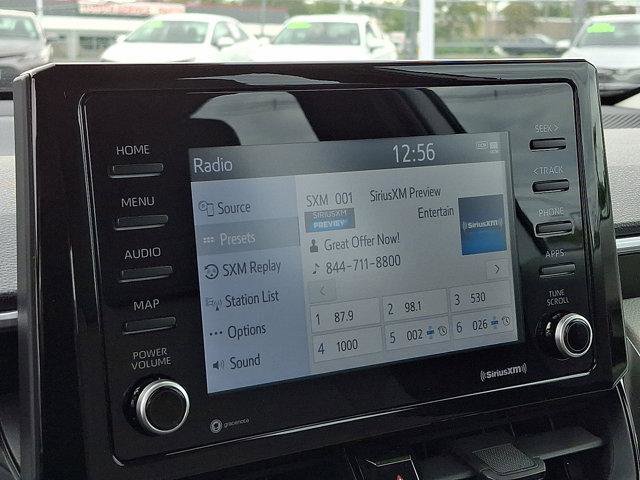 HOME
MENU
AUDIO
MAP
POWER
VOLUME
SEEK >
< TRACK
PHONE
APPS
TUNE
SCROLL
Radio
12:56
Source
Presets
SXM Replay
Station List
Options
Sound
SXM 001 SiriusXM Preview
SIRIUSXM
PREVIEW
Entertain
SiriusXM
Great Offer Now!
844-711-8800
1 87.9
2 98.1
3 530
4 1000
5 002
6 026
gracenote
SiriusXM